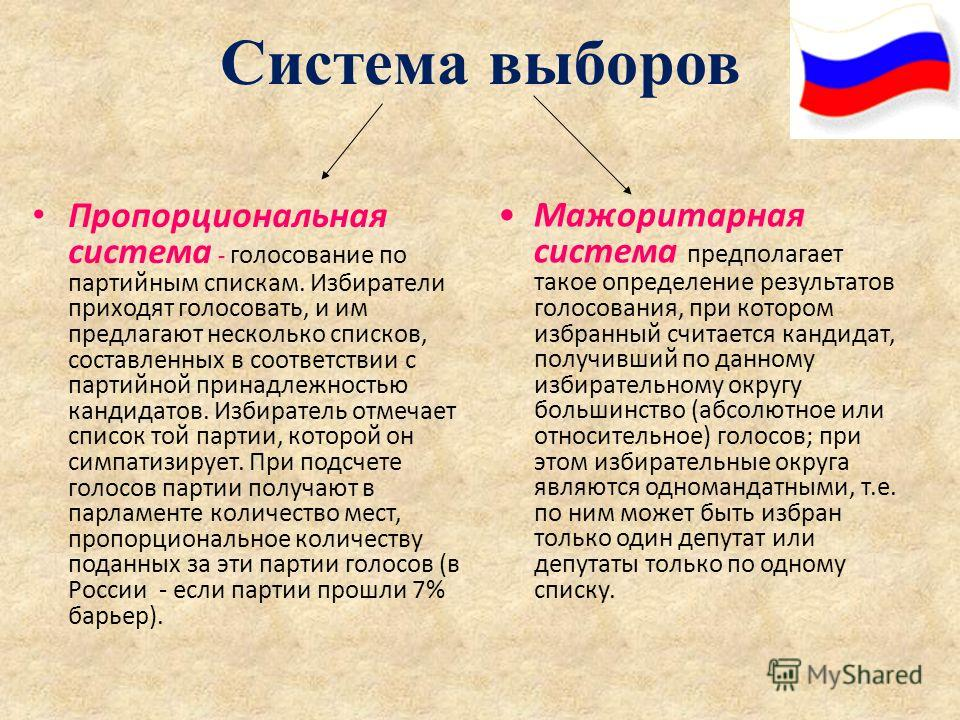 Система выборов
• Пропорциональная
система - голосование по
партийным спискам. Избиратели
приходят голосовать, и им
предлагают несколько списков,
составленных в соответствии с
партийной принадлежностью
кандидатов. Избиратель отмечает
список той партии, которой он
симпатизирует. При подсчете
голосов партии получают в
парламенте количество мест,
пропорциональное количеству
поданных за эти партии голосов (в
России - если партии прошли 7%
барьер).
• Мажоритарная
система предполагает
такое определение результатов
голосования, при котором
избранный считается кандидат,
получивший по данному
избирательному округу
большинство (абсолютное или
относительное) голосов; при
этом избирательные округа
являются одномандатными, т.е.
по ним может быть избран
только один депутат или
депутаты только по одному
списку.
MyShared